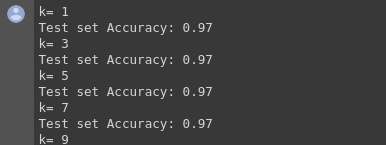 k= 1
Test set Accuracy: 0.97
k= 3
Test set Accuracy: 0.97
k= 5
Test set Accuracy: 0.97
k= 7
Test set Accuracy: 0.97
k= 9